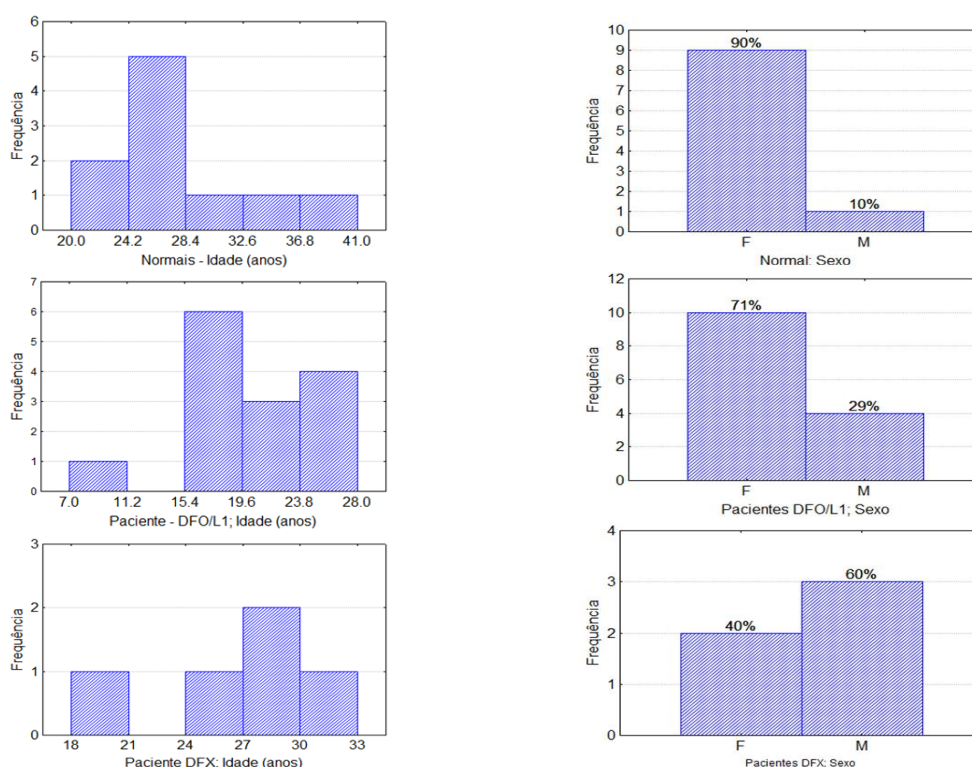 6
5
4
3
2
1
0
Frequência
20.0 24.2 28.4 32.6 36.8 41.0
Normais - Idade (anos)
10
9
8
7
6
5
4
3
2
1
0
Frequência
90%
10%
F M
Normal: Sexo
7
6
5
4
3
2
1
0
Frequência
7.0 11.2 15.4 19.6 23.8 28.0
Paciente - DFO/L1; Idade (anos)
12
10
8
6
4
2
0
Frequência
71%
29%
F M
Pacientes DFO/L1; Sexo
3
2
1
0
Frequência
18 21 24 27 30 33
Paciente DFX: Idade (anos)
4
3
2
1
0
Frequência
40%
60%
F M
Pacientes DFX: Sexo